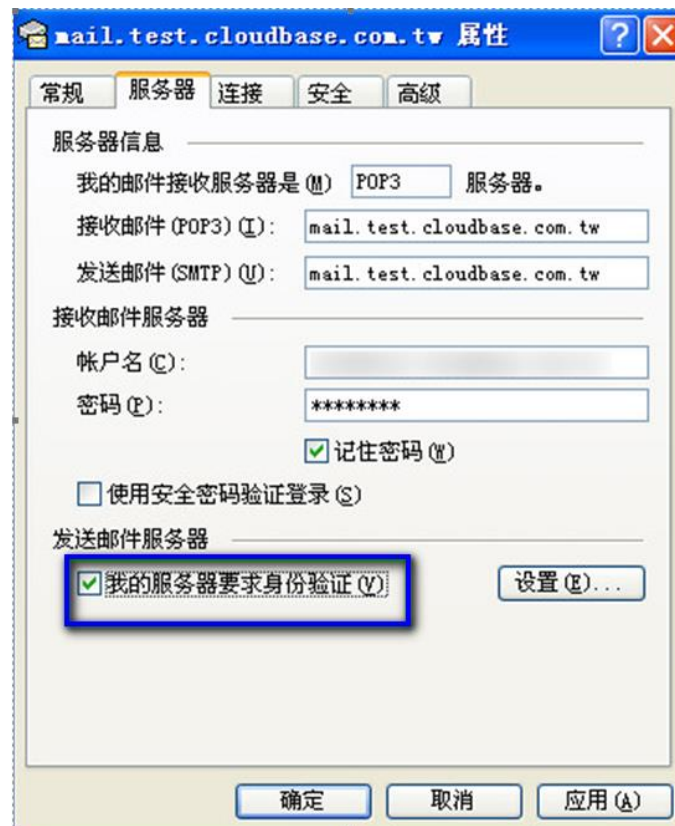 mail.test.cloudbase.com.tw 属性
常规 服务器 连接 安全 高级
服务器信息
我的邮件接收服务器是(M) POP3 服务器。
接收邮件(POP3)(I): mail.test.cloudbase.com.tw
发送邮件(SMTP)(U): mail.test.cloudbase.com.tw
接收邮件服务器
帐户名(C):
密码(P): ********
记住密码(W)
使用安全密码验证登录(S)
发送邮件服务器
我的服务器要求身份验证(V) 设置(E)...
确定 取消 应用(A)